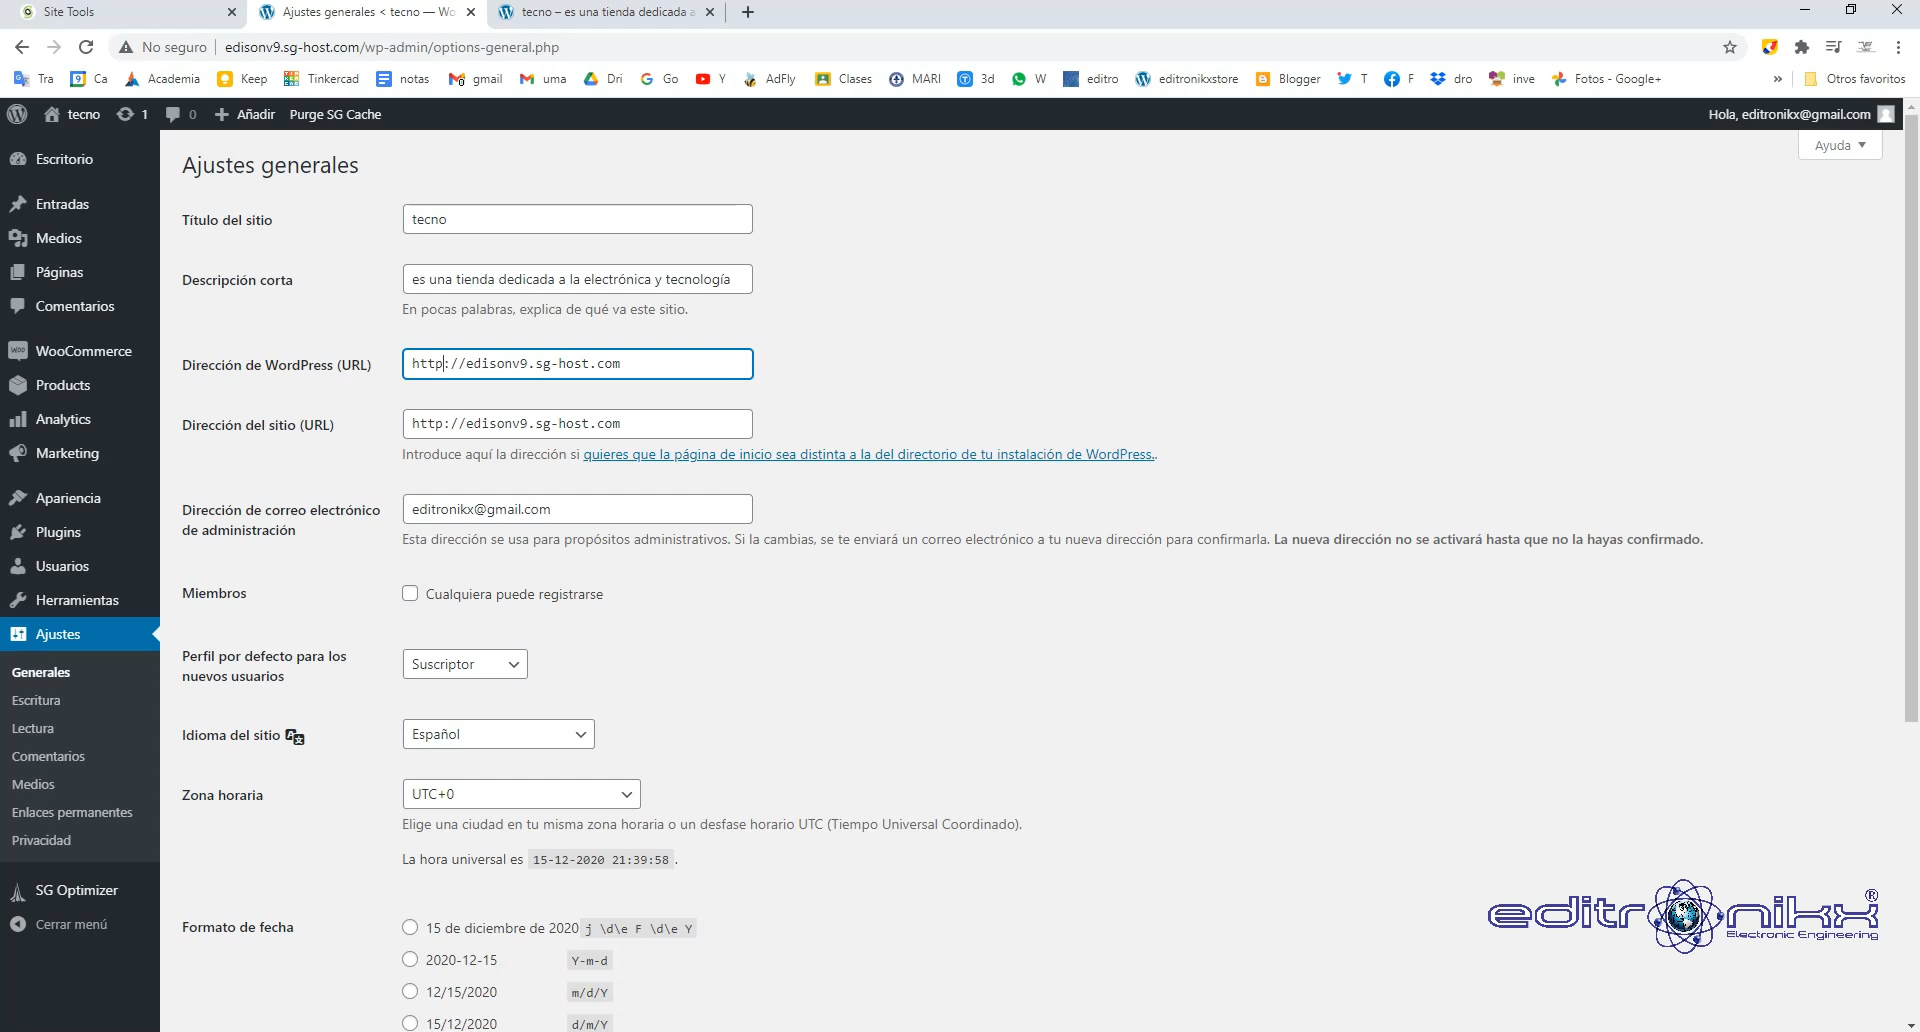 Site Tools
Ajustes generales < tecno — Wo
tecno – es una tienda dedicada a
No seguro
edisonv9.sg-host.com/wp-admin/options-general.php
Tra
Ca
Academia
Keep
Tinkercad
notas
gmail
uma
Dri
Go
Y
AdFly
Clases
MARI
3d
W
editro
editronikxstore
Blogger
T
F
dro
inve
Fotos - Google+
»
Otros favoritos
tecno
1
0
Añadir
Purge SG Cache
Hola, editronikx@gmail.com
Ayuda
Escritorio
Entradas
Medios
Páginas
Comentarios
WooCommerce
Products
Analytics
Marketing
Apariencia
Plugins
Usuarios
Herramientas
Ajustes
Generales
Escritura
Lectura
Comentarios
Medios
Enlaces permanentes
Privacidad
SG Optimizer
Cerrar menú
Ajustes generales
Título del sitio
tecno
Descripción corta
es una tienda dedicada a la electrónica y tecnología
En pocas palabras, explica de qué va este sitio.
Dirección de WordPress (URL)
http://edisonv9.sg-host.com
Dirección del sitio (URL)
http://edisonv9.sg-host.com
Introduce aquí la dirección si quieres que la página de inicio sea distinta a la del directorio de tu instalación de WordPress..
Dirección de correo electrónico
de administración
editronikx@gmail.com
Esta dirección se usa para propósitos administrativos. Si la cambias, se te enviará un correo electrónico a tu nueva dirección para confirmarla. La nueva dirección no se activará hasta que no la hayas confirmado.
Miembros
Cualquiera puede registrarse
Perfil por defecto para los
nuevos usuarios
Suscriptor
Idioma del sitio
Español
Zona horaria
UTC+0
Elige una ciudad en tu misma zona horaria o un desfase horario UTC (Tiempo Universal Coordinado).
La hora universal es 15-12-2020 21:39:58 .
Formato de fecha
15 de diciembre de 2020 j \d\e F \d\e Y
2020-12-15 Y-m-d
12/15/2020 m/d/Y
15/12/2020 d/m/Y
editronikx®
Electronic Engineering